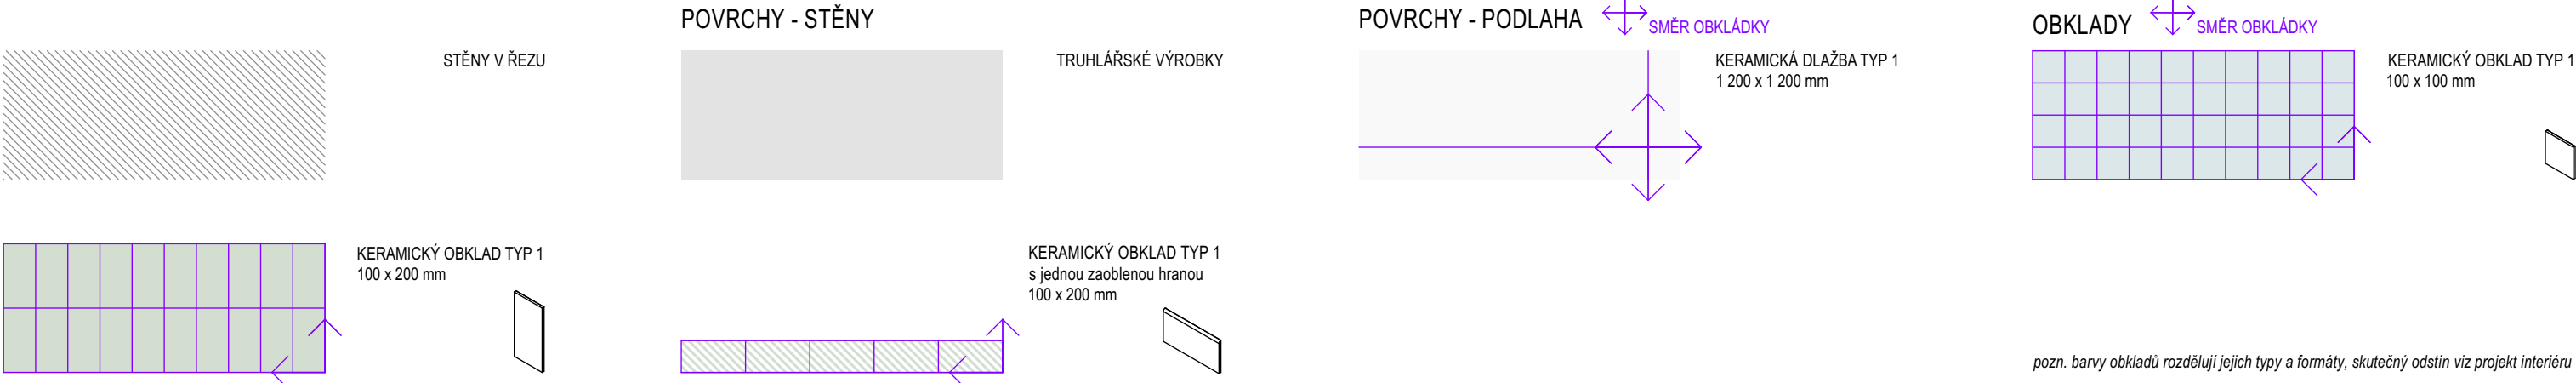 POVRCHY - STĚNY
POVRCHY - PODLAHA
SMĚR OBKLÁDKY
OBKLADY
SMĚR OBKLÁDKY
STĚNY V ŘEZU
TRUHLÁŘSKÉ VÝROBKY
KERAMICKÁ DLAŽBA TYP 1
1 200 x 1 200 mm
KERAMICKÝ OBKLAD TYP 1
100 x 100 mm
KERAMICKÝ OBKLAD TYP 1
100 x 200 mm
KERAMICKÝ OBKLAD TYP 1
s jednou zaoblenou hranou
100 x 200 mm
pozn. barvy obkladů rozdělují jejich typy a formáty, skutečný odstín viz projekt interiéru